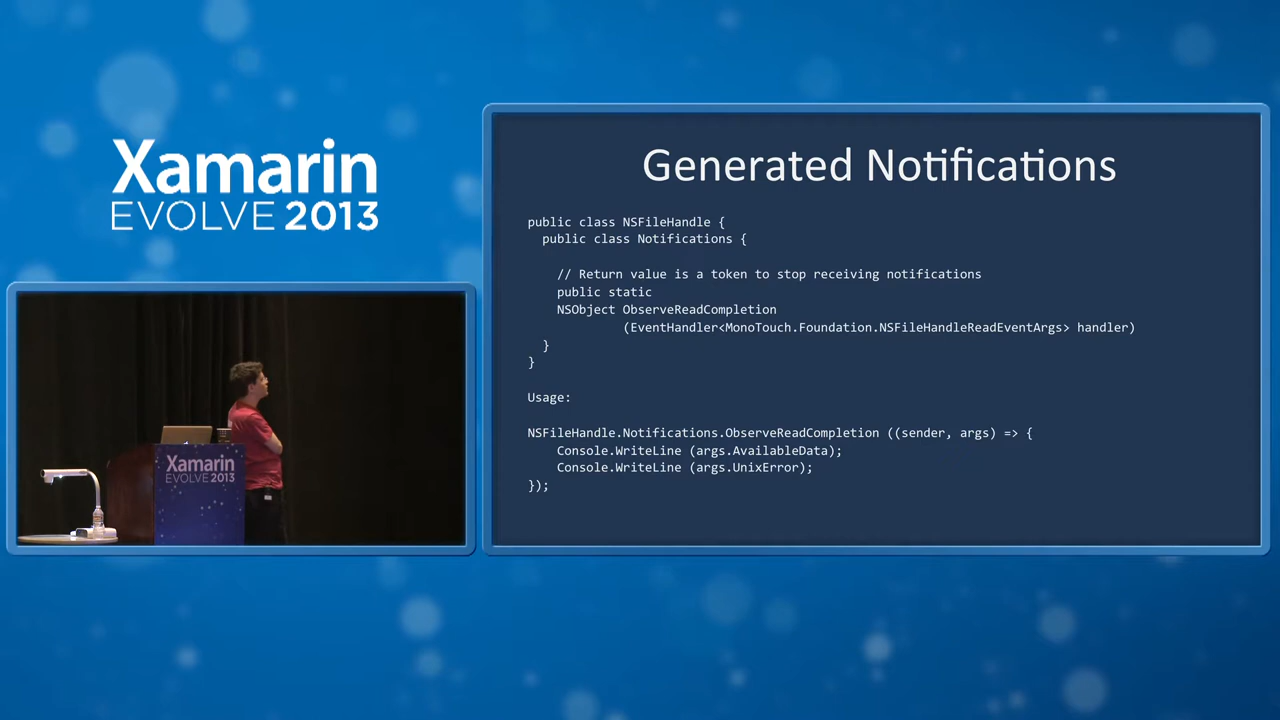 Xamarin
EVOLVE 2013
Xamarin
EVOLVE 2013
Generated Notifications
public class NSFileHandle {
public class Notifications {
// Return value is a token to stop receiving notifications
public static
NSObject ObserveReadCompletion
(EventHandler<MonoTouch.Foundation.NSFileHandleReadEventArgs> handler)
}
}
Usage:
NSFileHandle.Notifications.ObserveReadCompletion ((sender, args) => {
Console.WriteLine (args.AvailableData);
Console.WriteLine (args.UnixError);
});